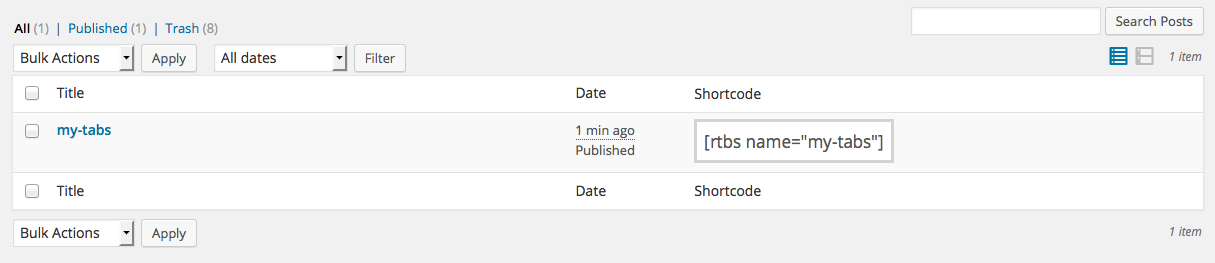 All (1) | Published (1) | Trash (8)
Search Posts
Bulk Actions Apply All dates Filter 1 item
Title Date Shortcode
my-tabs 1 min ago [rtbs name="my-tabs"]
Published
Title Date Shortcode
Bulk Actions Apply 1 item